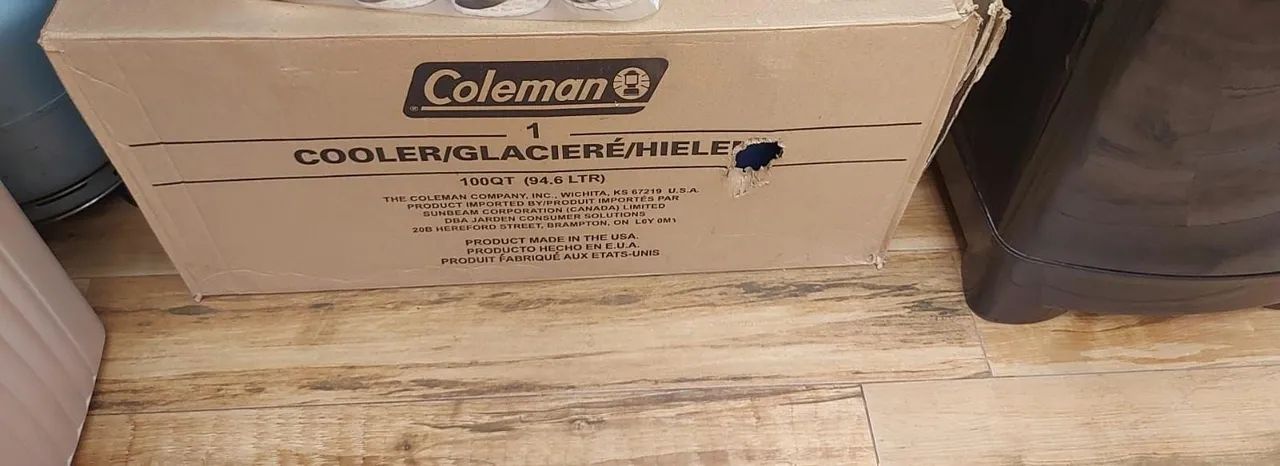 Coleman
1
COOLER/GLACIERÉ/HIELE
100QT (94.6 LTR)
THE COLEMAN COMPANY, INC., WICHITA, KS 67219 U.S.A.
PRODUCT IMPORTED BY/PRODUIT IMPORTÉS PAR
SUNBEAM CORPORATION (CANADA) LIMITED
DBA JARDEN CONSUMER SOLUTIONS
20B HEREFORD STREET, BRAMPTON, ON L6Y 0M1
PRODUCT MADE IN THE USA.
PRODUCTO HECHO EN E.U.A.
PRODUIT FABRIQUÉ AUX ETATS-UNIS